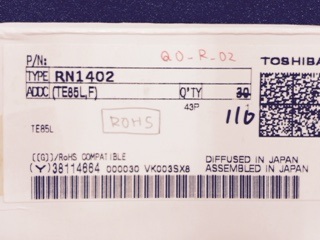 P/N: QO-R-02 TOSHIBA
TYPE RN1402
ADDC (TE85L,F) Q'TY 30
43P 116
ROHS
TE85L
[[G]]/RoHS COMPATIBLE DIFFUSED IN JAPAN
(Y)38114664 000030 VK003SX8 ASSEMBLED IN JAPAN